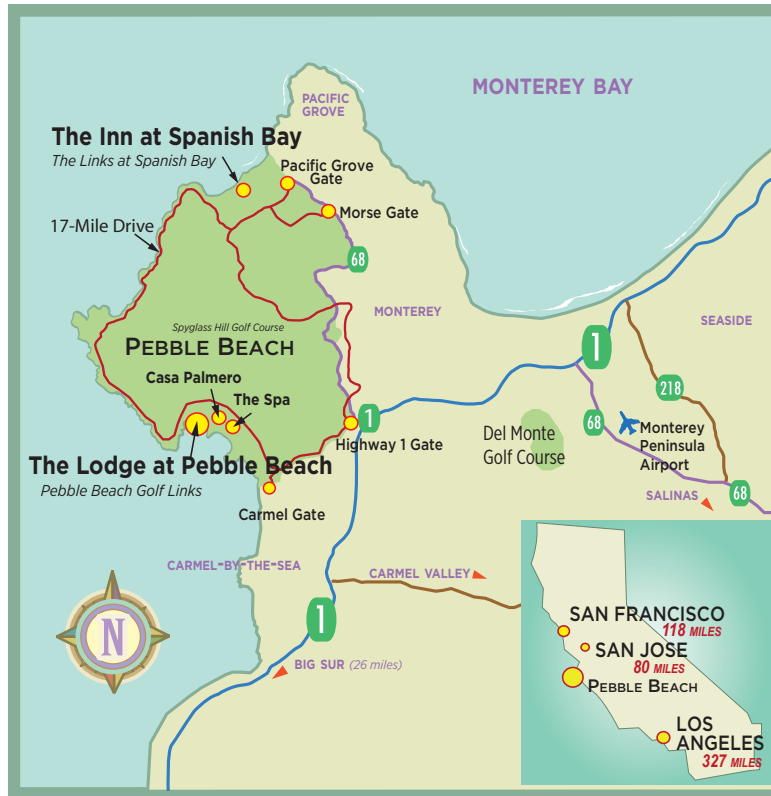 MONTEREY BAY
PACIFIC
GROVE
The Inn at Spanish Bay
The Links at Spanish Bay
Pacific Grove
Gate
Morse Gate
17-Mile Drive
68
MONTEREY
SEASIDE
Spyglass Hill Golf Course
PEBBLE BEACH
1
218
Casa Palmero
The Spa
1
68
Monterey
Peninsula
Airport
Highway 1 Gate
Del Monte
Golf Course
The Lodge at Pebble Beach
Pebble Beach Golf Links
68
SALINAS
Carmel Gate
CARMEL-BY-THE-SEA
CARMEL VALLEY
1
N
BIG SUR (26 miles)
SAN FRANCISCO
118 MILES
SAN JOSE
80 MILES
PEBBLE BEACH
LOS
ANGELES
327 MILES